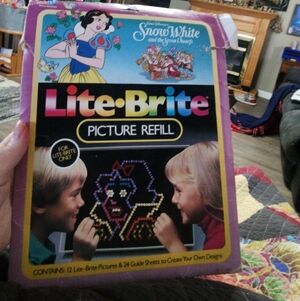 Walt Disney's
Snow White
and the Seven Dwarfs
Lite-Brite
PICTURE REFILL
FOR
LITE-BRITE
ONLY
CONTAINS: 12 Lite-Brite Pictures & 24 Guide Sheets to Create Your Own Designs